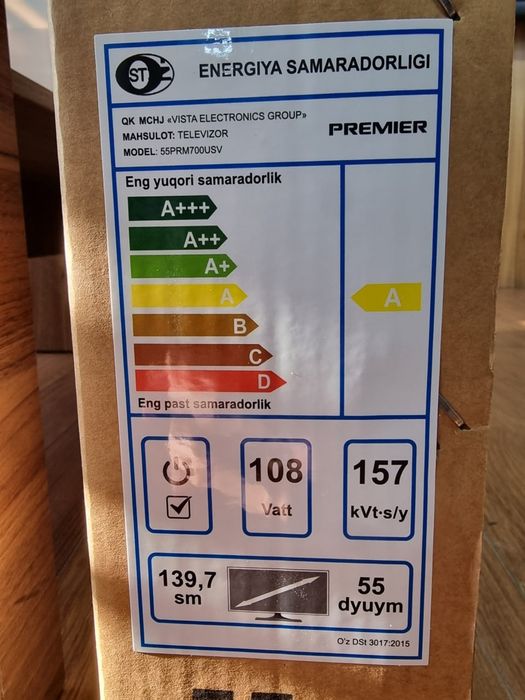 ST
ENERGIYA SAMARADORLIGI
QK MCHJ «VISTA ELECTRONICS GROUP»
MAHSULOT: TELEVIZOR
MODEL: 55PRM700USV
PREMIER
Eng yuqori samaradorlik
A+++
A++
A+
A
A
B
C
D
Eng past samaradorlik
108
Vatt
157
kVt·s/y
139,7
sm
55
dyuym
O'z DSt 3017:2015